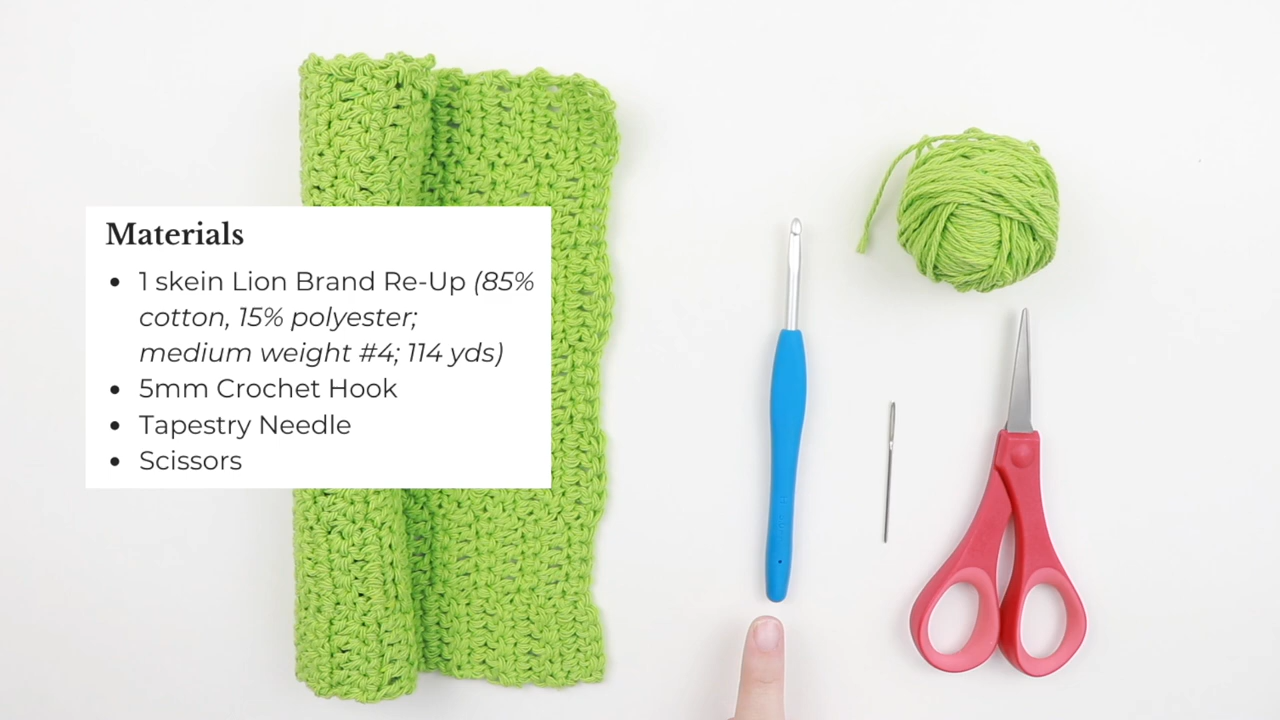 Materials
• 1 skein Lion Brand Re-Up (85%
cotton, 15% polyester;
medium weight #4; 114 yds)
• 5mm Crochet Hook
• Tapestry Needle
• Scissors